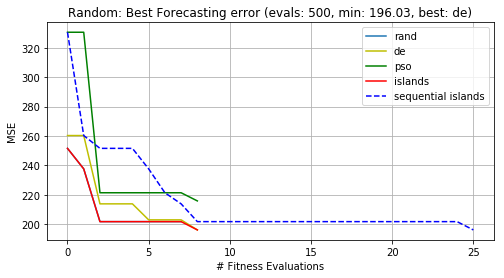 Random: Best Forecasting error (evals: 500, min: 196.03, best: de)
rand
de
pso
islands
sequential islands
MSE
320
300
280
260
240
220
200
0
5
10
15
20
25
# Fitness Evaluations